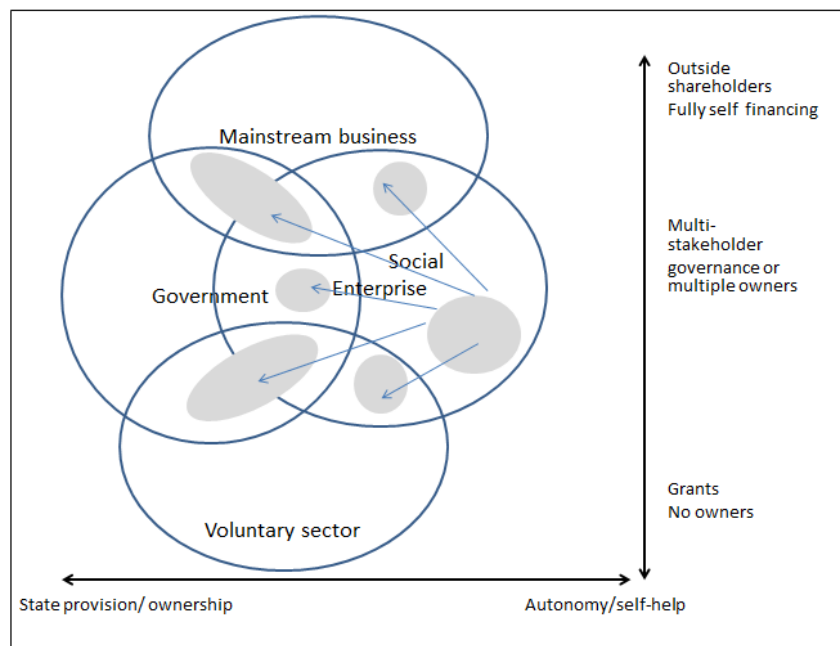 Outside
shareholders
Fully self financing
Mainstream business
Multi-
stakeholder
governance or
multiple owners
Social
Enterprise
Government
Grants
No owners
Voluntary sector
State provision/ ownership
Autonomy/self-help